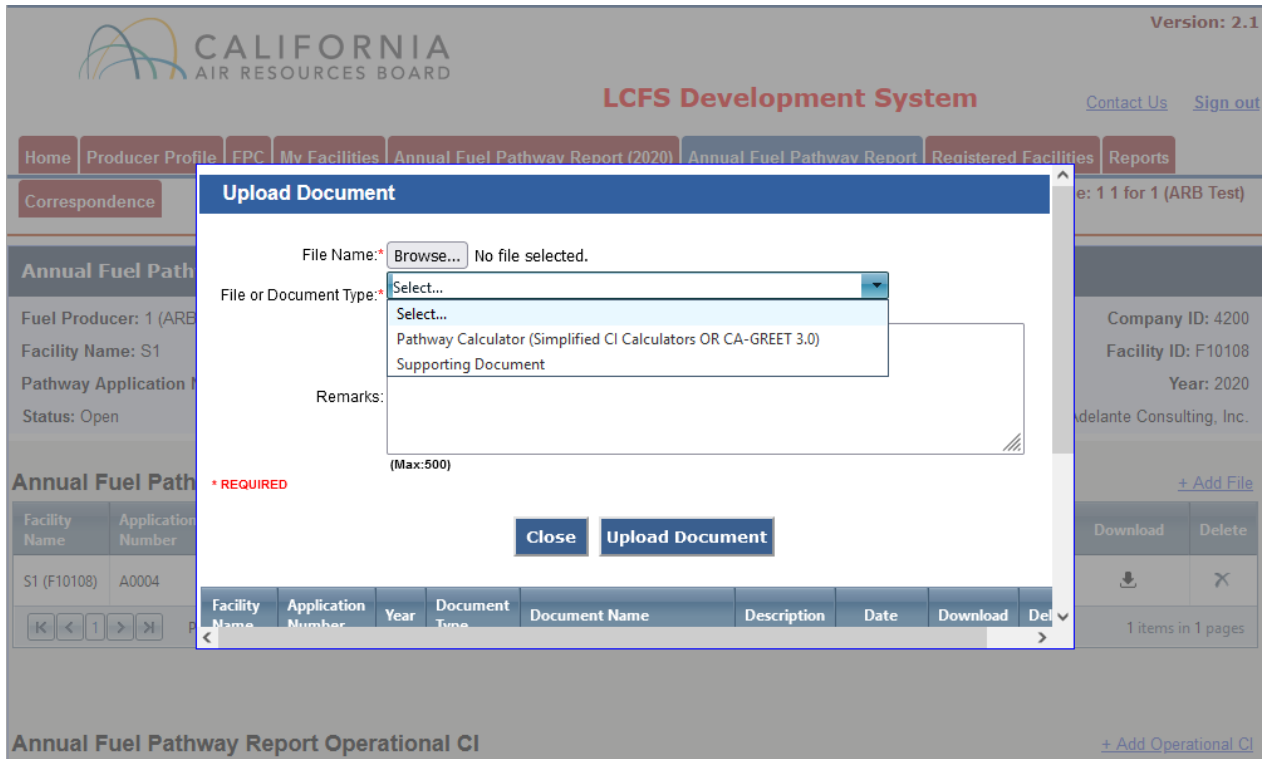 Version: 2.1
CALIFORNIA
AIR RESOURCES BOARD
LCFS Development System
Contact Us Sign out
Home Producer Profile FPC My Facilities Annual Fuel Pathway Report (2020) Annual Fuel Pathway Report Registered Facilities Reports
Correspondence
e: 1 1 for 1 (ARB Test)
Upload Document
File Name:* Browse... No file selected.
File or Document Type:* Select...
Select...
Pathway Calculator (Simplified CI Calculators OR CA-GREET 3.0)
Supporting Document
Remarks:
(Max:500)
* REQUIRED
Close Upload Document
Facility Name Application Number Year Document Type Document Name Description Date Download Del
Annual Fuel Path
Fuel Producer: 1 (ARB Company ID: 4200
Facility Name: S1 Facility ID: F10108
Pathway Application N Year: 2020
Status: Open Adelante Consulting, Inc.
Annual Fuel Path + Add File
Facility Name Application Number Download Delete
S1 (F10108) A0004
1 P 1 items in 1 pages
Annual Fuel Pathway Report Operational CI + Add Operational CI